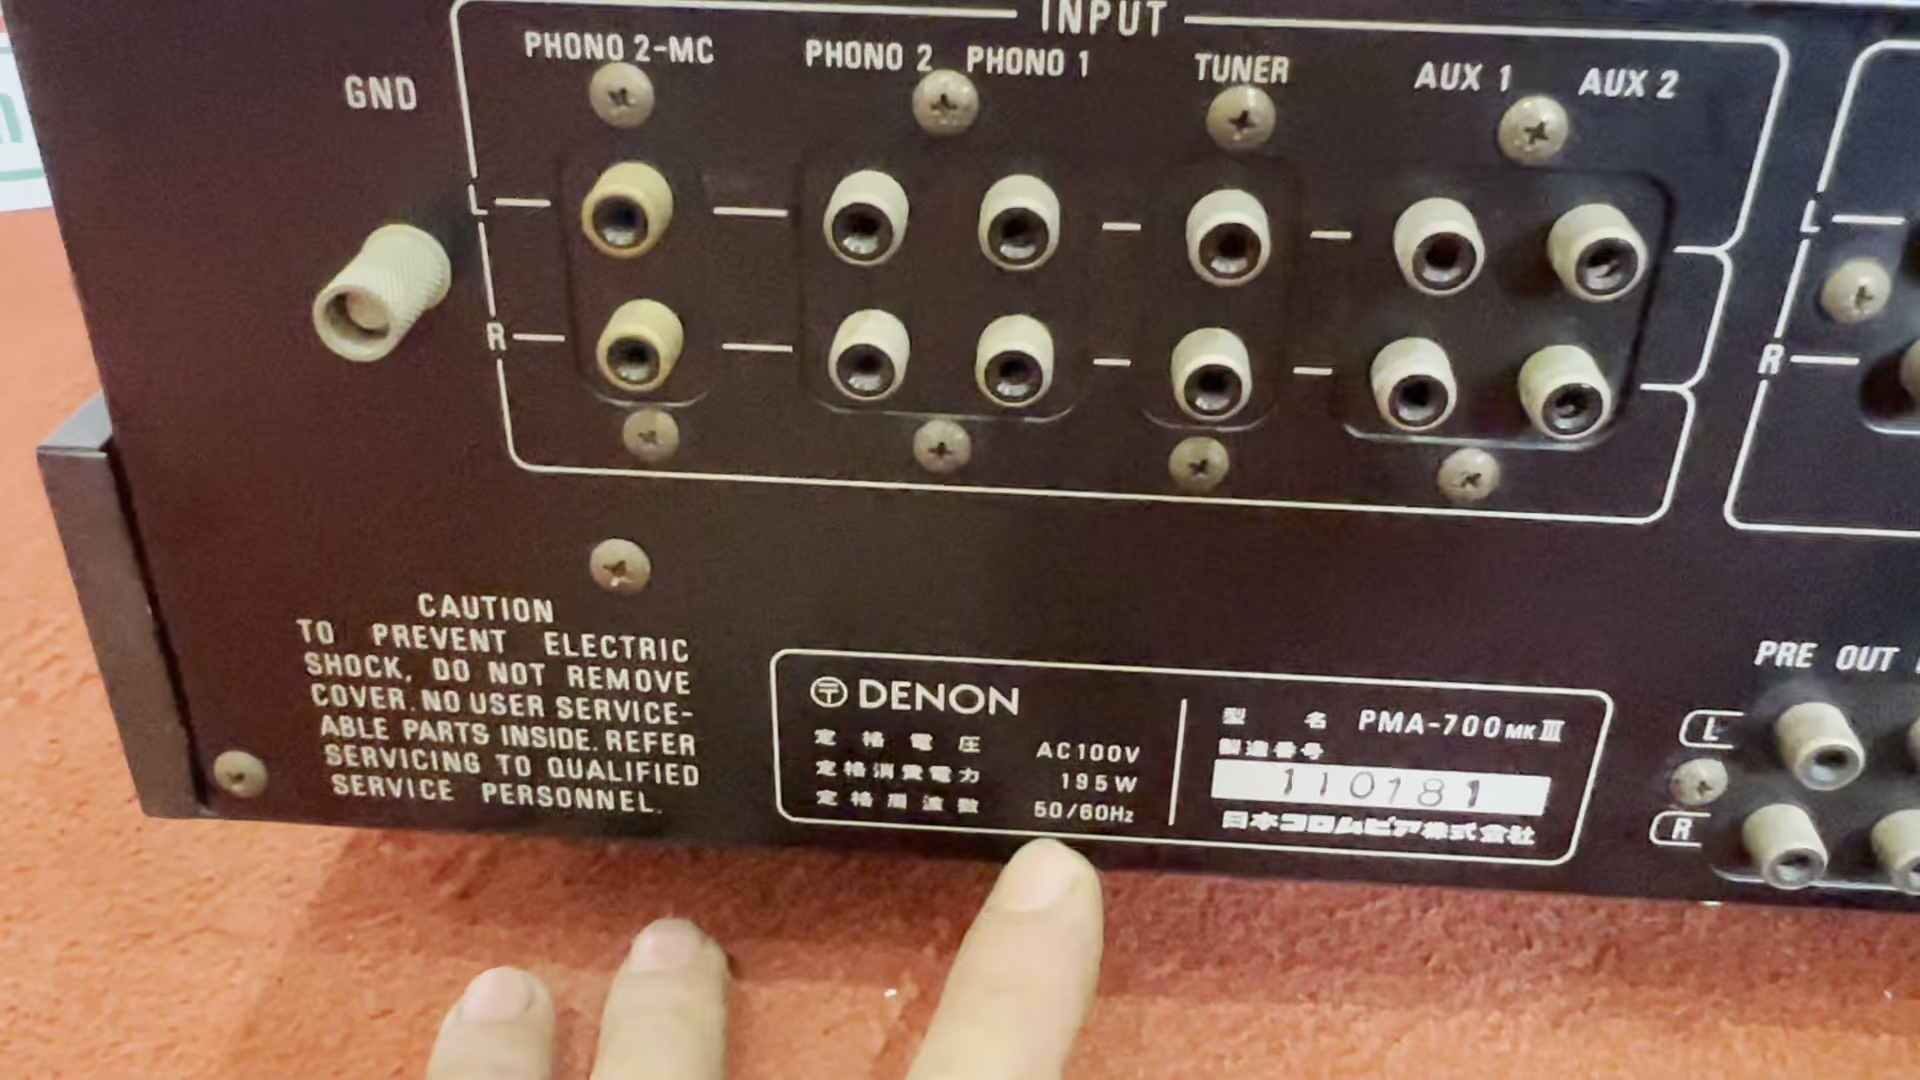 INPUT
PHONO 2-MC
PHONO 2 PHONO 1
TUNER
AUX 1 AUX 2
GND
L
R
L
R
CAUTION
TO PREVENT ELECTRIC
SHOCK, DO NOT REMOVE
COVER. NO USER SERVICE-
ABLE PARTS INSIDE. REFER
SERVICING TO QUALIFIED
SERVICE PERSONNEL.
DENON
定格電圧 AC100V
定格消費電力 195W
定格周波数 50/60Hz
型名 PMA-700MKIII
製造番号
110781
日本コロムビア株式会社
PRE OUT
L
R